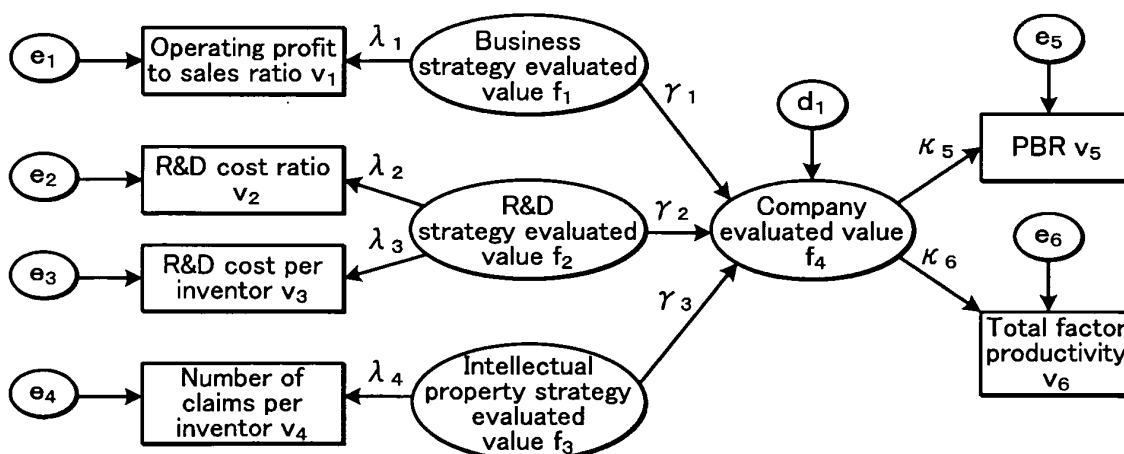 e1
Operating profit
to sales ratio v1
λ1
Business
strategy evaluated
value f1
γ1
d1
e5
PBR v5
κ5
e2
R&D cost ratio
v2
λ2
R&D
strategy evaluated
value f2
γ2
Company
evaluated value
f4
e3
R&D cost per
inventor v3
λ3
γ3
κ6
e6
Total factor
productivity
v6
e4
Number of
claims per
inventor v4
λ4
Intellectual
property strategy
evaluated
value f3